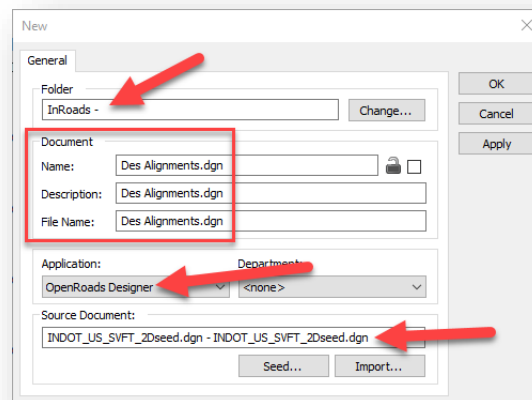 New
General
Folder
InRoads -
Change...
Document
Name: Des Alignments.dgn
Description: Des Alignments.dgn
File Name: Des Alignments.dgn
Application: Department:
OpenRoads Designer <none>
Source Document:
INDOT_US_SVFT_2Dseed.dgn - INDOT_US_SVFT_2Dseed.dgn
Seed... Import...
OK
Cancel
Apply